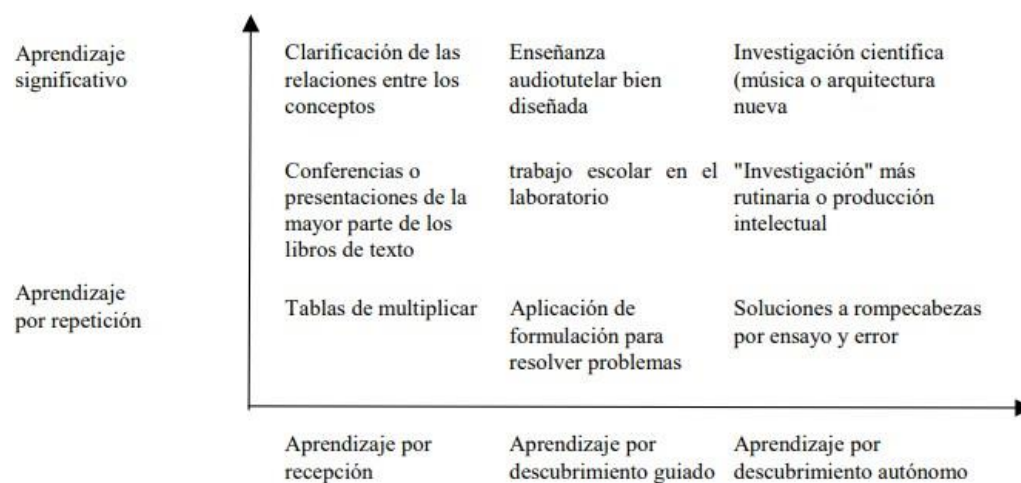 Aprendizaje
significativo
Clarificación de las
relaciones entre los
conceptos
Enseñanza
audiotutelar bien
diseñada
Investigación científica
(música o arquitectura
nueva
Conferencias o
presentaciones de la
mayor parte de los
libros de texto
trabajo escolar en el
laboratorio
"Investigación" más
rutinaria o producción
intelectual
Aprendizaje
por repetición
Tablas de multiplicar
Aplicación de
formulación para
resolver problemas
Soluciones a rompecabezas
por ensayo y error
Aprendizaje por
recepción
Aprendizaje por
descubrimiento guiado
Aprendizaje por
descubrimiento autónomo